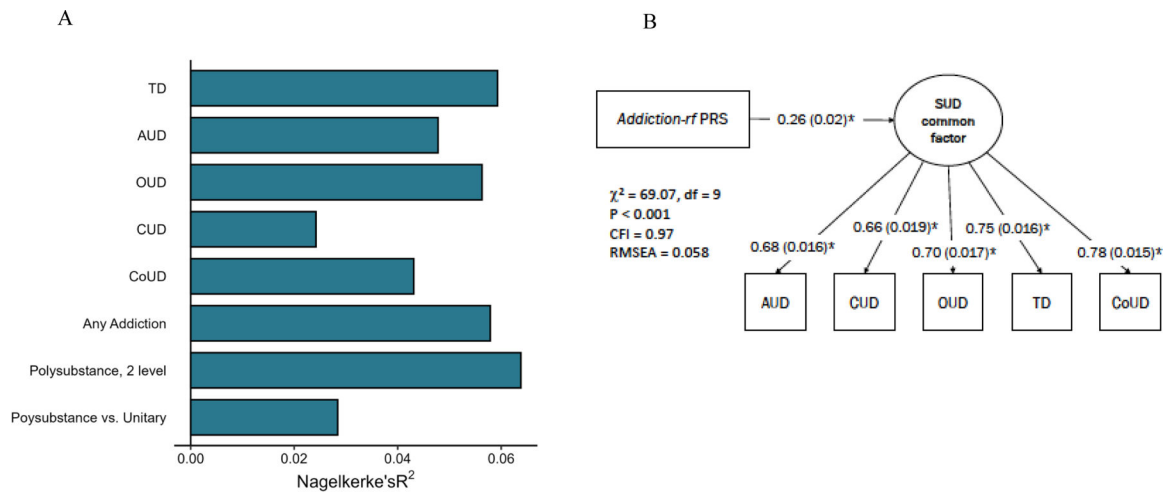 A
TD
AUD
OUD
CUD
CoUD
Any Addiction
Polysubstance, 2 level
Poysubstance vs. Unitary
0.00 0.02 0.04 0.06
Nagelkerke'sR²
B
Addiction-rf PRS
0.26 (0.02)*
SUD
common
factor
χ² = 69.07, df = 9
P < 0.001
CFI = 0.97
RMSEA = 0.058
0.68 (0.016)*
0.66 (0.019)*
0.70 (0.017)*
0.75 (0.016)*
0.78 (0.015)*
AUD CUD OUD TD CoUD